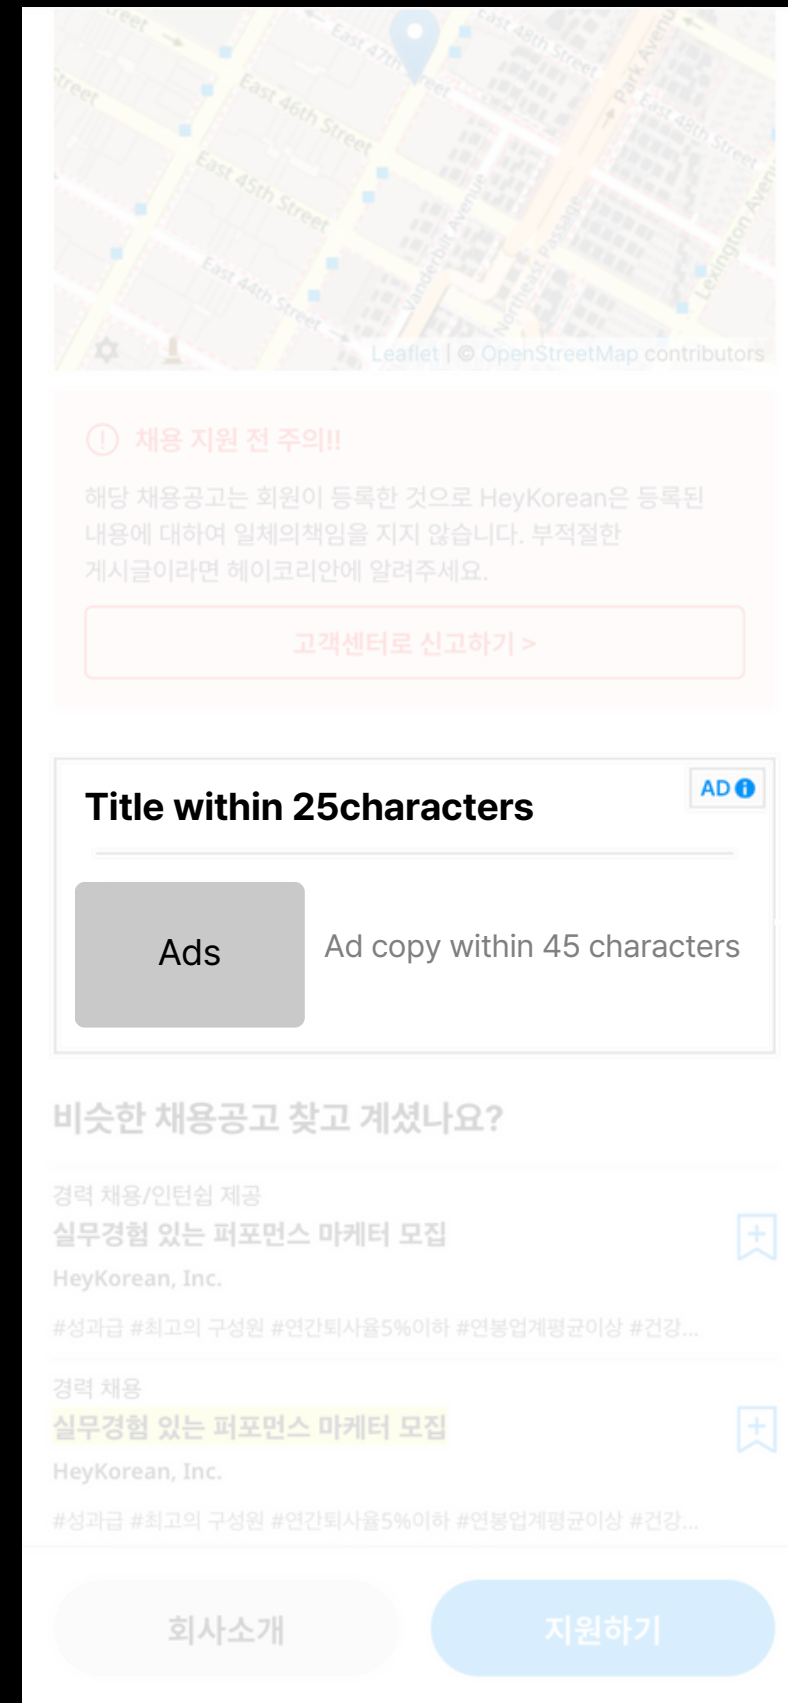 East 47th Street
East 48th Street
Park Avenue
East 48th Street
East 46th Street
East 45th Street
East 44th Street
Vanderbilt Avenue
Northeast Passage
Leaflet | © OpenStreetMap contributors
채용 지원 전 주의!!
해당 채용공고는 회원이 등록한 것으로 HeyKorean은 등록된
내용에 대하여 일체의책임을 지지 않습니다. 부적절한
게시글이라면 헤이코리안에 알려주세요.
고객센터로 신고하기 >
Title within 25characters
AD
Ads
Ad copy within 45 characters
비슷한 채용공고 찾고 계셨나요?
경력 채용/인턴쉽 제공
실무경험 있는 퍼포먼스 마케터 모집
HeyKorean, Inc.
#성과급 #최고의 구성원 #연간퇴사율5%이하 #연봉업계평균이상 #건강...
경력 채용
실무경험 있는 퍼포먼스 마케터 모집
HeyKorean, Inc.
#성과급 #최고의 구성원 #연간퇴사율5%이하 #연봉업계평균이상 #건강...
회사소개
지원하기